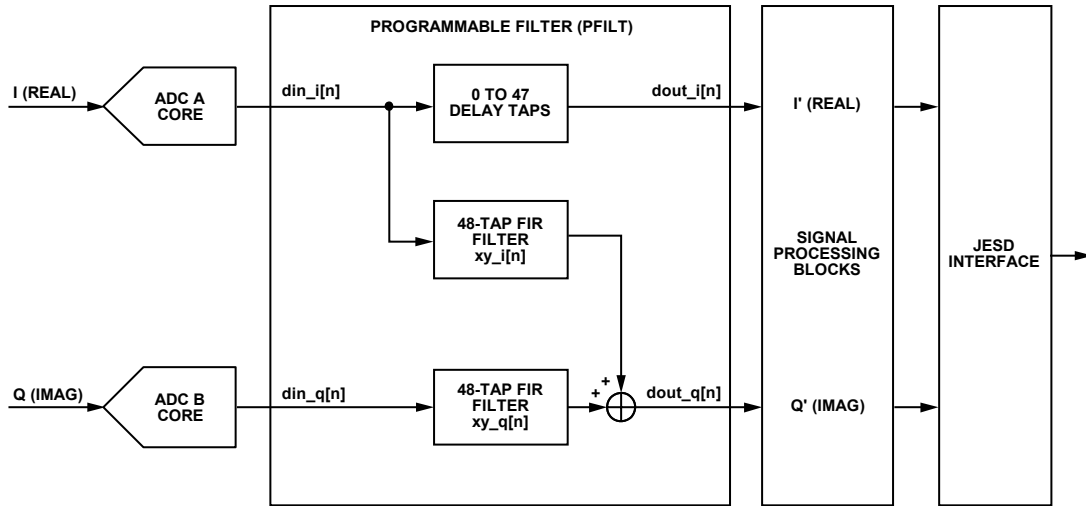 PROGRAMMABLE FILTER (PFILT)
I (REAL)
ADC A
CORE
din_i[n]
0 TO 47
DELAY TAPS
dout_i[n]
I' (REAL)
48-TAP FIR
FILTER
xy_i[n]
SIGNAL
PROCESSING
BLOCKS
JESD
INTERFACE
Q (IMAG)
ADC B
CORE
din_q[n]
48-TAP FIR
FILTER
xy_q[n]
+
+
dout_q[n]
Q' (IMAG)